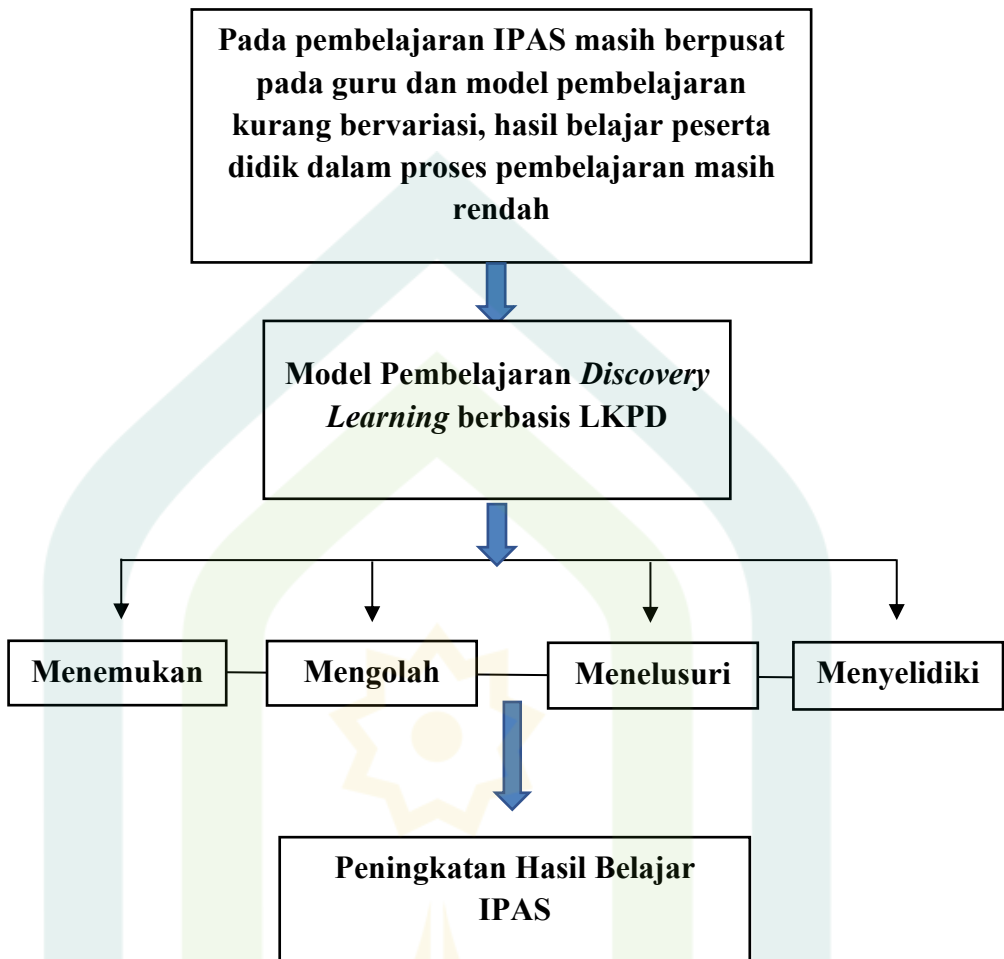 Pada pembelajaran IPAS masih berpusat
pada guru dan model pembelajaran
kurang bervariasi, hasil belajar peserta
didik dalam proses pembelajaran masih
rendah
Model Pembelajaran Discovery
Learning berbasis LKPD
Menemukan
Mengolah
Menelusuri
Menyelidiki
Peningkatan Hasil Belajar
IPAS